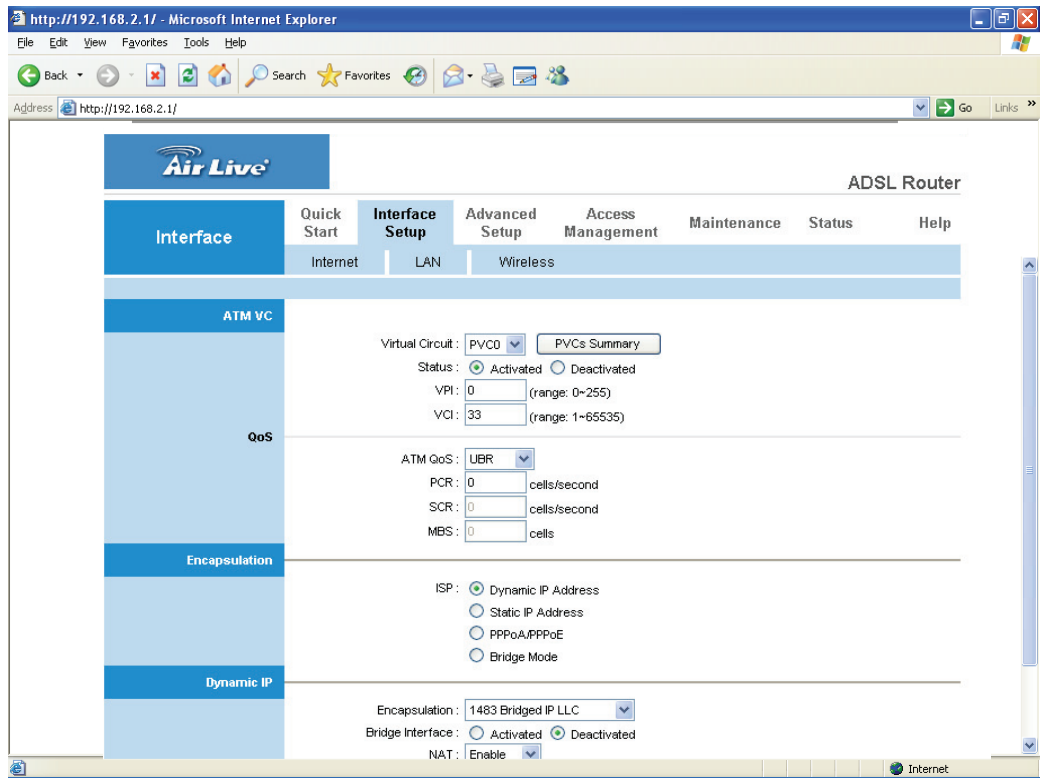 http://192.168.2.1/ - Microsoft Internet Explorer
File Edit View Favorites Tools Help
Back Search Favorites
Address http://192.168.2.1/ Go Links »
Air Live
ADSL Router
Interface
Quick Start Interface Setup Advanced Setup Access Management Maintenance Status Help
Internet LAN Wireless
ATM VC
Virtual Circuit : PVC0 PVCs Summary
Status : Activated Deactivated
VPI : 0 (range: 0~255)
VCI : 33 (range: 1~65535)
QoS
ATM QoS : UBR
PCR : 0 cells/second
SCR : 0 cells/second
MBS : 0 cells
Encapsulation
ISP : Dynamic IP Address
Static IP Address
PPPoA/PPPoE
Bridge Mode
Dynamic IP
Encapsulation : 1483 Bridged IP LLC
Bridge Interface : Activated Deactivated
NAT : Enable
Internet